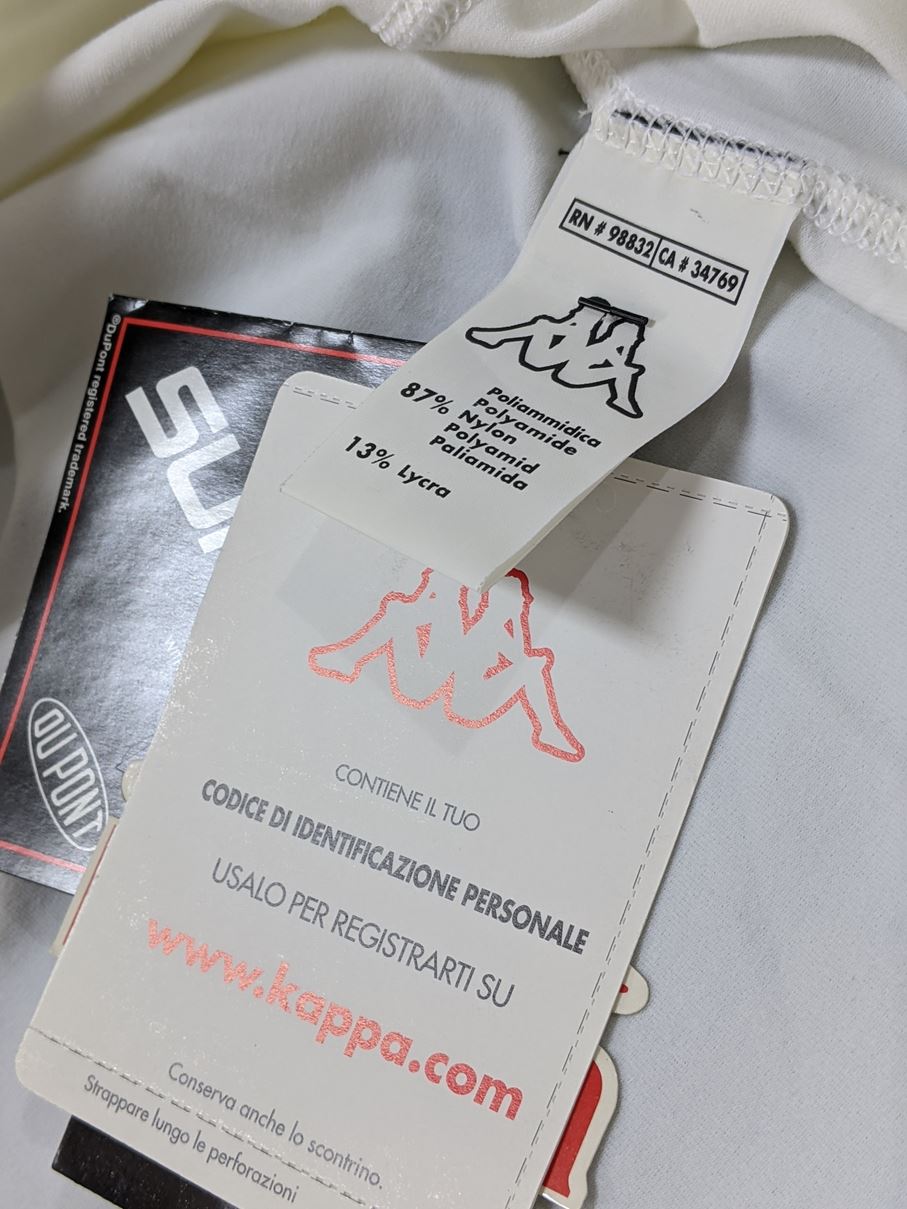 RN # 98832 CA # 34769
Poliammidica
Polyamide
87% Nylon
Polyamid
Paliamida
13% Lycra
®DuPont registered trademark.
DU PONT
CONTIENE IL TUO
CODICE DI IDENTIFICAZIONE PERSONALE
USALO PER REGISTRARTI SU
www.kappa.com
Conserva anche lo scontrino.
Strappare lungo le perforazioni